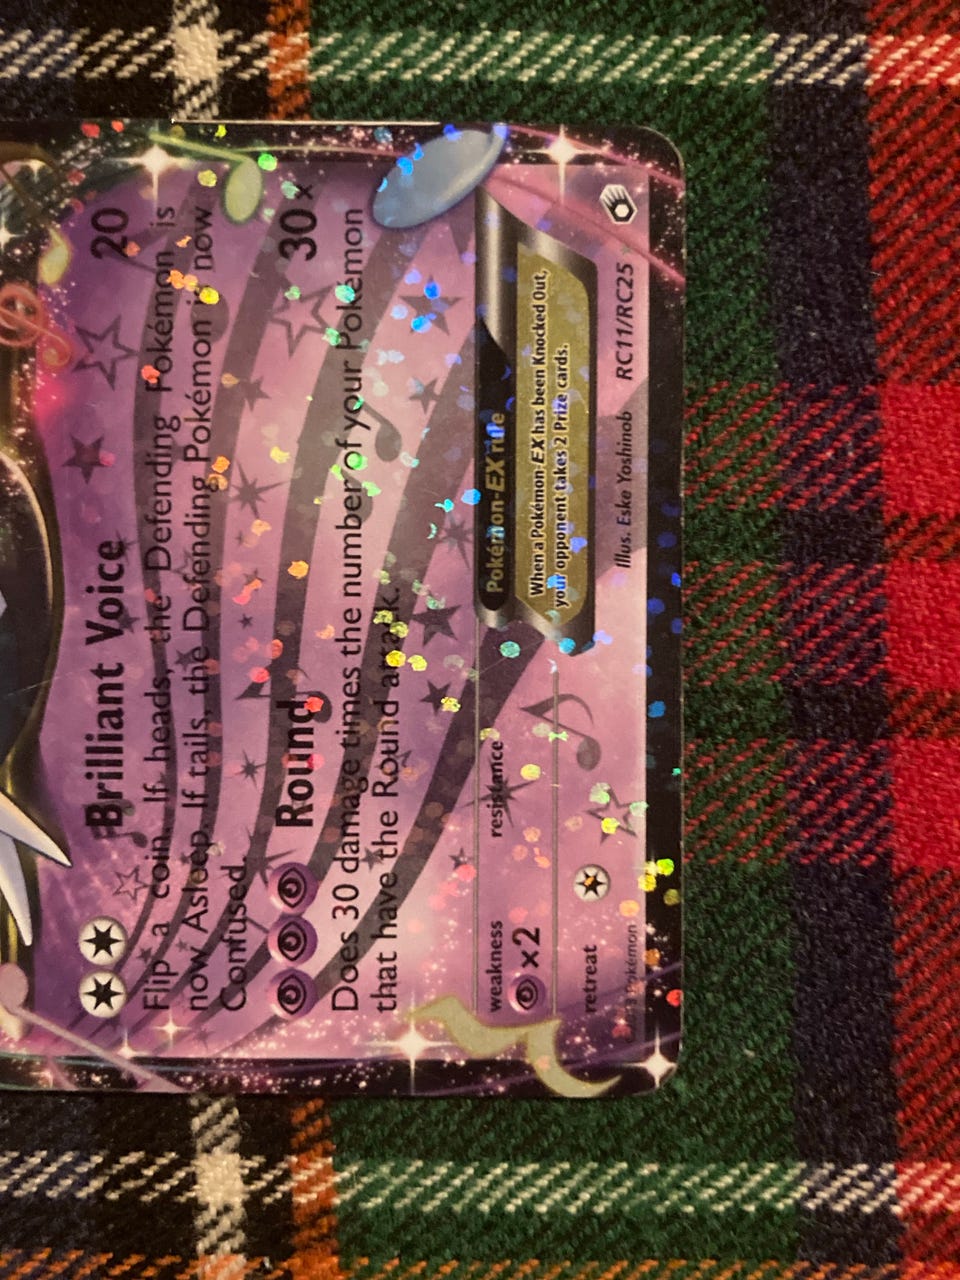 Brilliant Voice 20
Flip a coin. If heads, the Defending Pokémon is
now Asleep. If tails, the Defending Pokémon is now
Confused.
Round 30×
Does 30 damage times the number of your Pokémon
that have the Round attack.
weakness resistance
×2
Pokémon-EX rule
When a Pokémon-EX has been Knocked Out,
your opponent takes 2 Prize cards.
retreat
Illus. Eske Yoshinob RC11/RC25
Pokémon